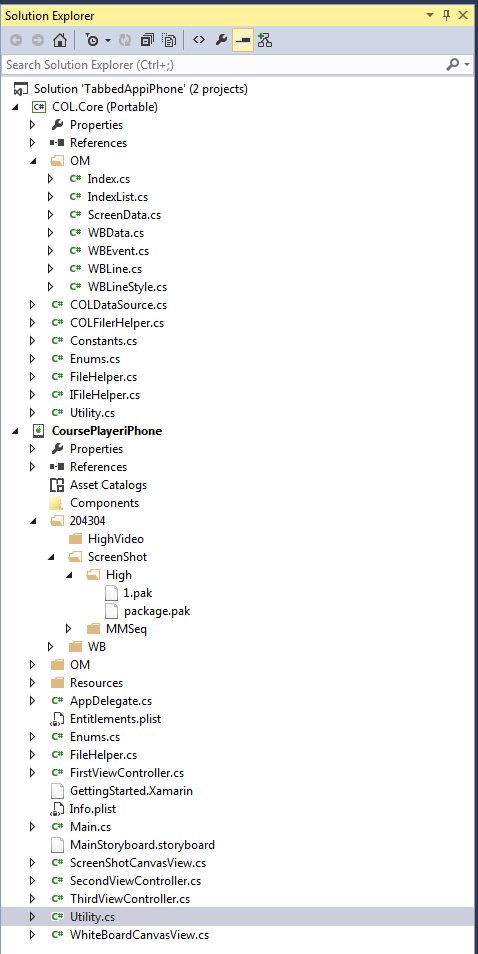 Solution Explorer
Search Solution Explorer (Ctrl+;)
Solution 'TabbedAppiPhone' (2 projects)
C# COL.Core (Portable)
Properties
References
OM
C# Index.cs
C# IndexList.cs
C# ScreenData.cs
C# WBData.cs
C# WBEvent.cs
C# WBLine.cs
C# WBLineStyle.cs
C# COLDataSource.cs
C# COLFilerHelper.cs
C# Constants.cs
C# Enums.cs
C# FileHelper.cs
C# IFileHelper.cs
C# Utility.cs
CoursePlayeriPhone
Properties
References
Asset Catalogs
Components
204304
HighVideo
ScreenShot
High
1.pak
package.pak
MMSeq
WB
OM
Resources
C# AppDelegate.cs
Entitlements.plist
C# Enums.cs
C# FileHelper.cs
C# FirstViewController.cs
GettingStarted.Xamarin
Info.plist
C# Main.cs
MainStoryboard.storyboard
C# ScreenShotCanvasView.cs
C# SecondViewController.cs
C# ThirdViewController.cs
C# Utility.cs
C# WhiteBoardCanvasView.cs